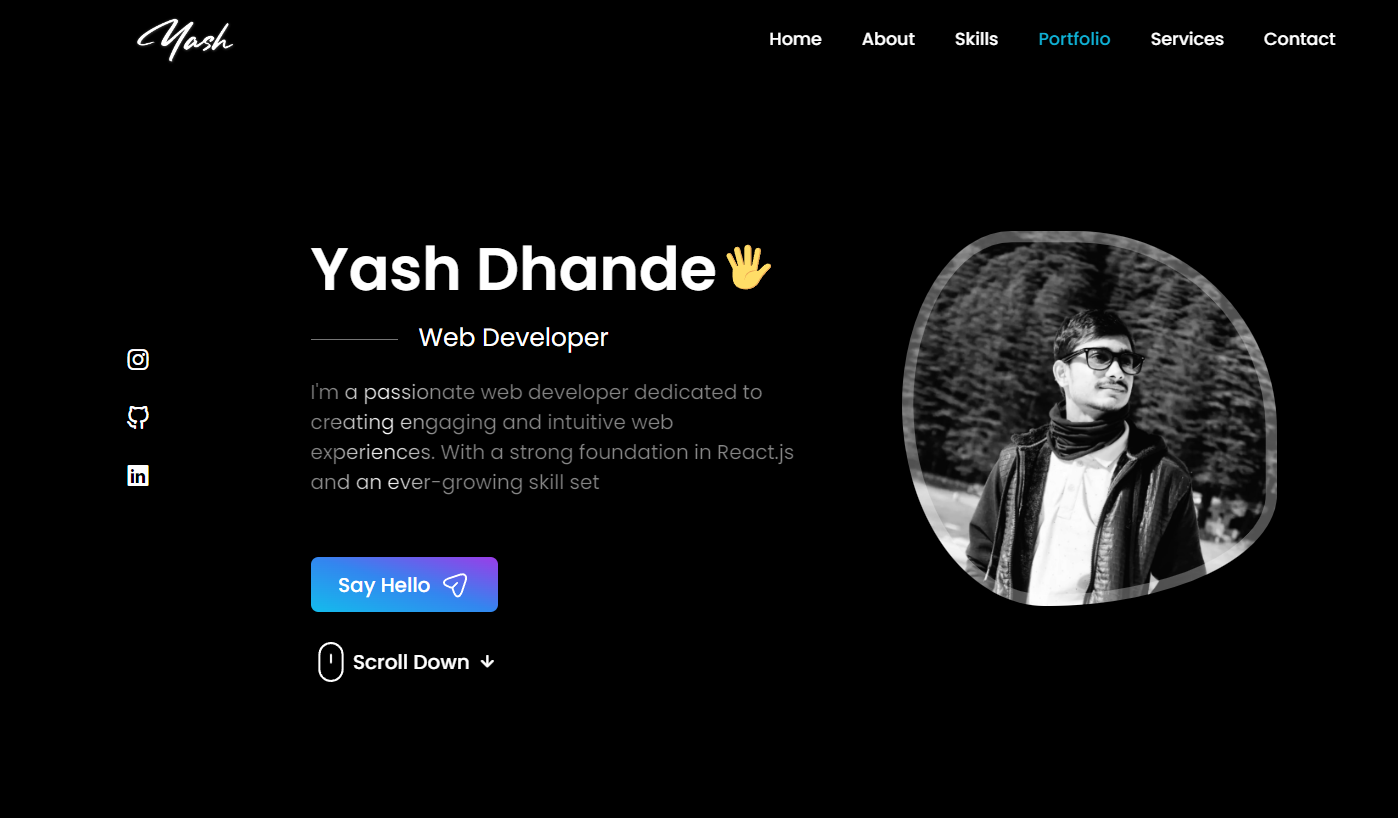 Yash
Home About Skills Portfolio Services Contact
Yash Dhande
Web Developer
I'm a passionate web developer dedicated to
creating engaging and intuitive web
experiences. With a strong foundation in React.js
and an ever-growing skill set
Say Hello
Scroll Down